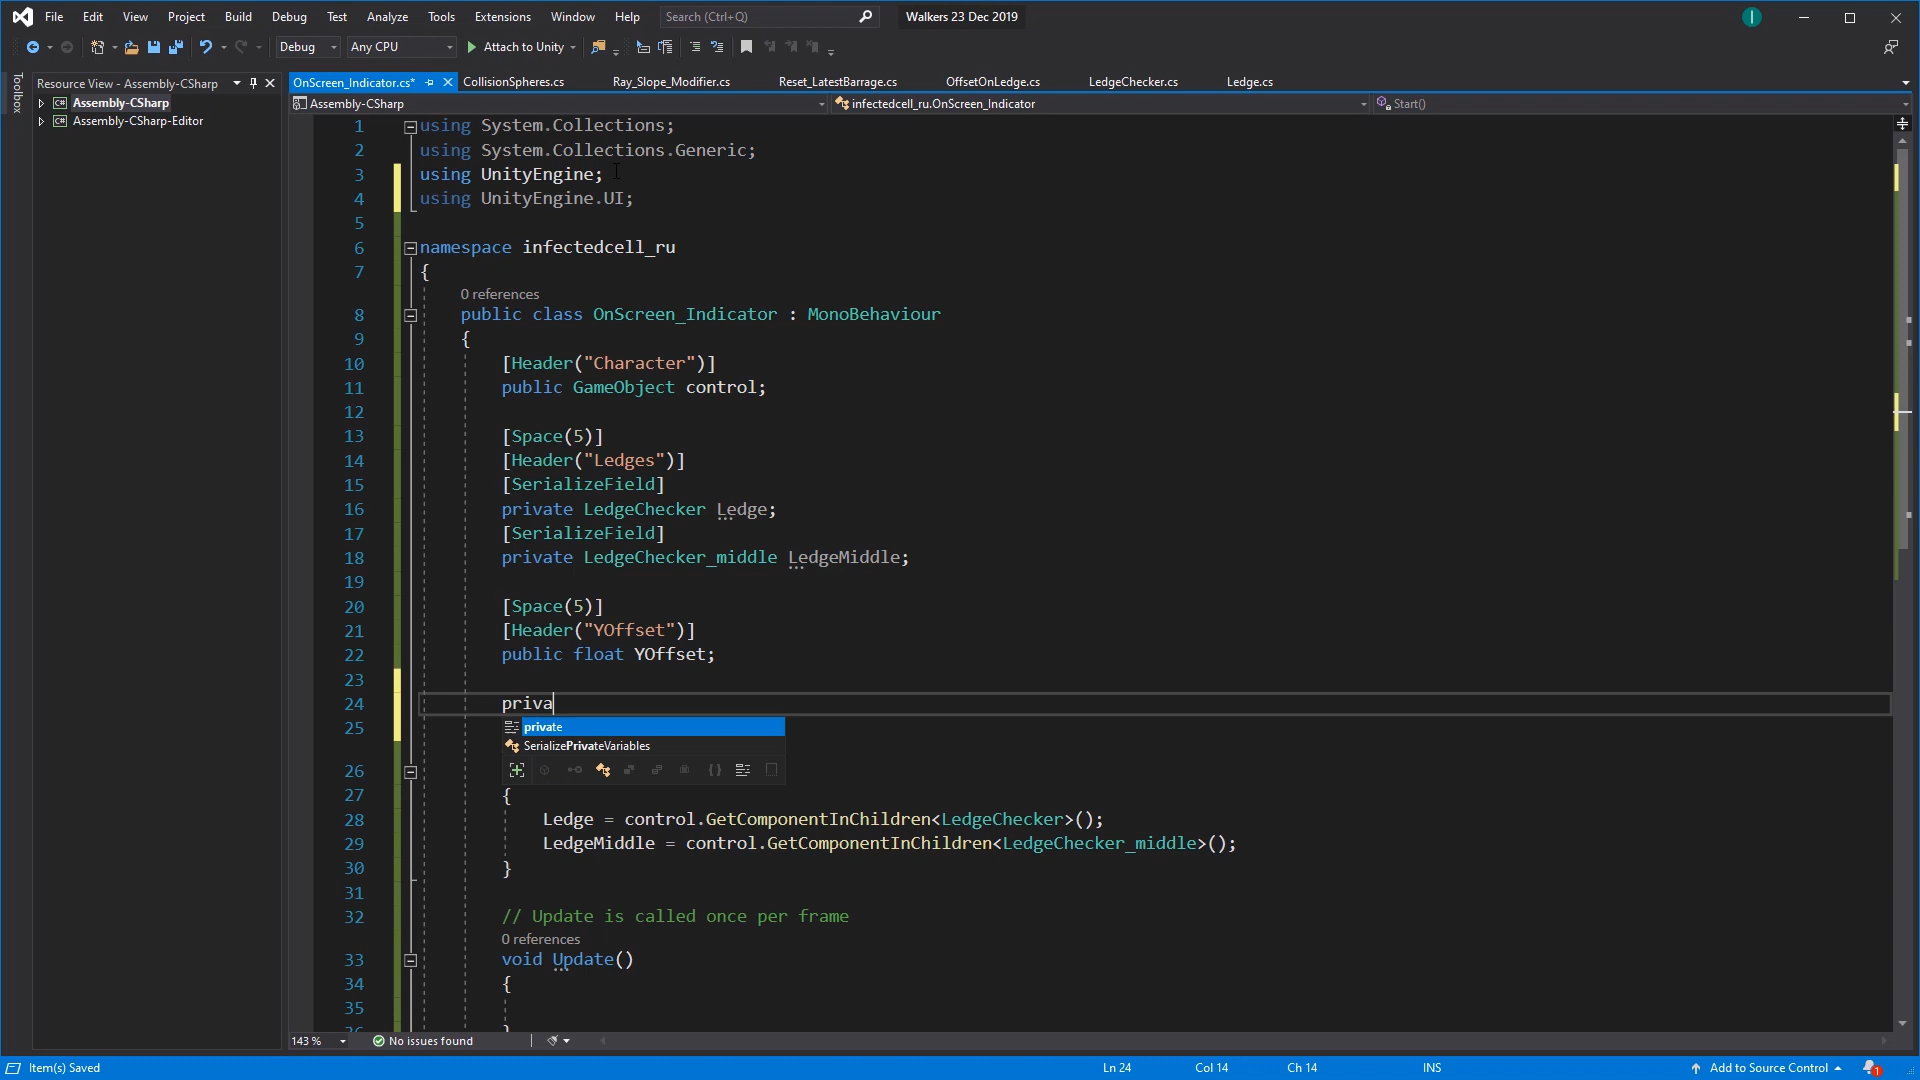 File Edit View Project Build Debug Test Analyze Tools Extensions Window Help Search (Ctrl+Q) Walkers 23 Dec 2019 I
Debug Any CPU Attach to Unity
Toolbox
Resource View - Assembly-CSharp
Assembly-CSharp
Assembly-CSharp-Editor
OnScreen_Indicator.cs* CollisionSpheres.cs Ray_Slope_Modifier.cs Reset_LatestBarrage.cs OffsetOnLedge.cs LedgeChecker.cs Ledge.cs
Assembly-CSharp infectedcell_ru.OnScreen_Indicator Start()
1 using System.Collections;
2 using System.Collections.Generic;
3 using UnityEngine;
4 using UnityEngine.UI;
5
6 namespace infectedcell_ru
7 {
0 references
8 public class OnScreen_Indicator : MonoBehaviour
9 {
10 [Header("Character")]
11 public GameObject control;
12
13 [Space(5)]
14 [Header("Ledges")]
15 [SerializeField]
16 private LedgeChecker Ledge;
17 [SerializeField]
18 private LedgeChecker_middle LedgeMiddle;
19
20 [Space(5)]
21 [Header("YOffset")]
22 public float YOffset;
23
24 priva
private
25
SerializePrivateVariables
26
27 {
28 Ledge = control.GetComponentInChildren<LedgeChecker>();
29 LedgeMiddle = control.GetComponentInChildren<LedgeChecker_middle>();
30 }
31
32 // Update is called once per frame
0 references
33 void Update()
34 {
35
36 }
143 % No issues found
Item(s) Saved Ln 24 Col 14 Ch 14 INS Add to Source Control 1